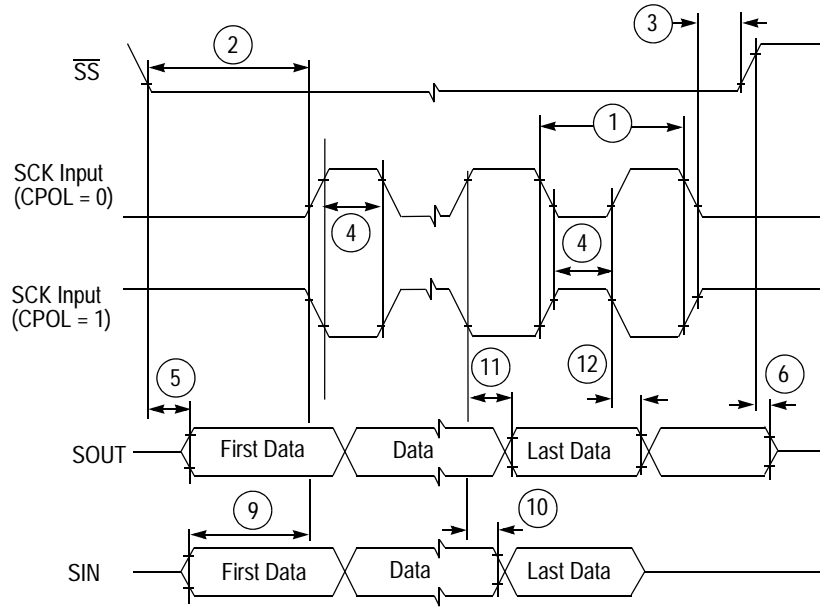 3
2
S̅S̅
1
SCK Input
(CPOL = 0)
4
4
SCK Input
(CPOL = 1)
11
12
5
6
SOUT
First Data
Data
Last Data
9
10
SIN
First Data
Data
Last Data